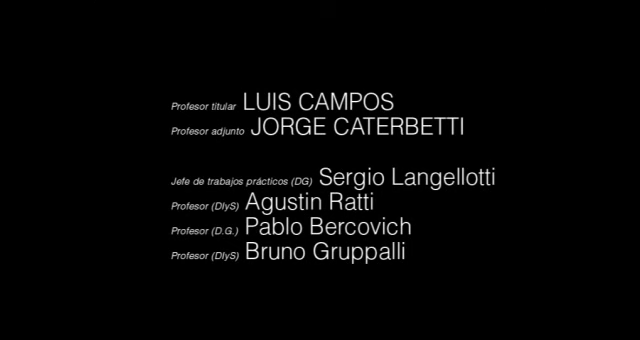 Profesor titular LUIS CAMPOS
Profesor adjunto JORGE CATERBETTI
Jefe de trabajos prácticos (DG) Sergio Langellotti
Profesor (DIyS) Agustin Ratti
Profesor (D.G.) Pablo Bercovich
Profesor (DIyS) Bruno Gruppalli